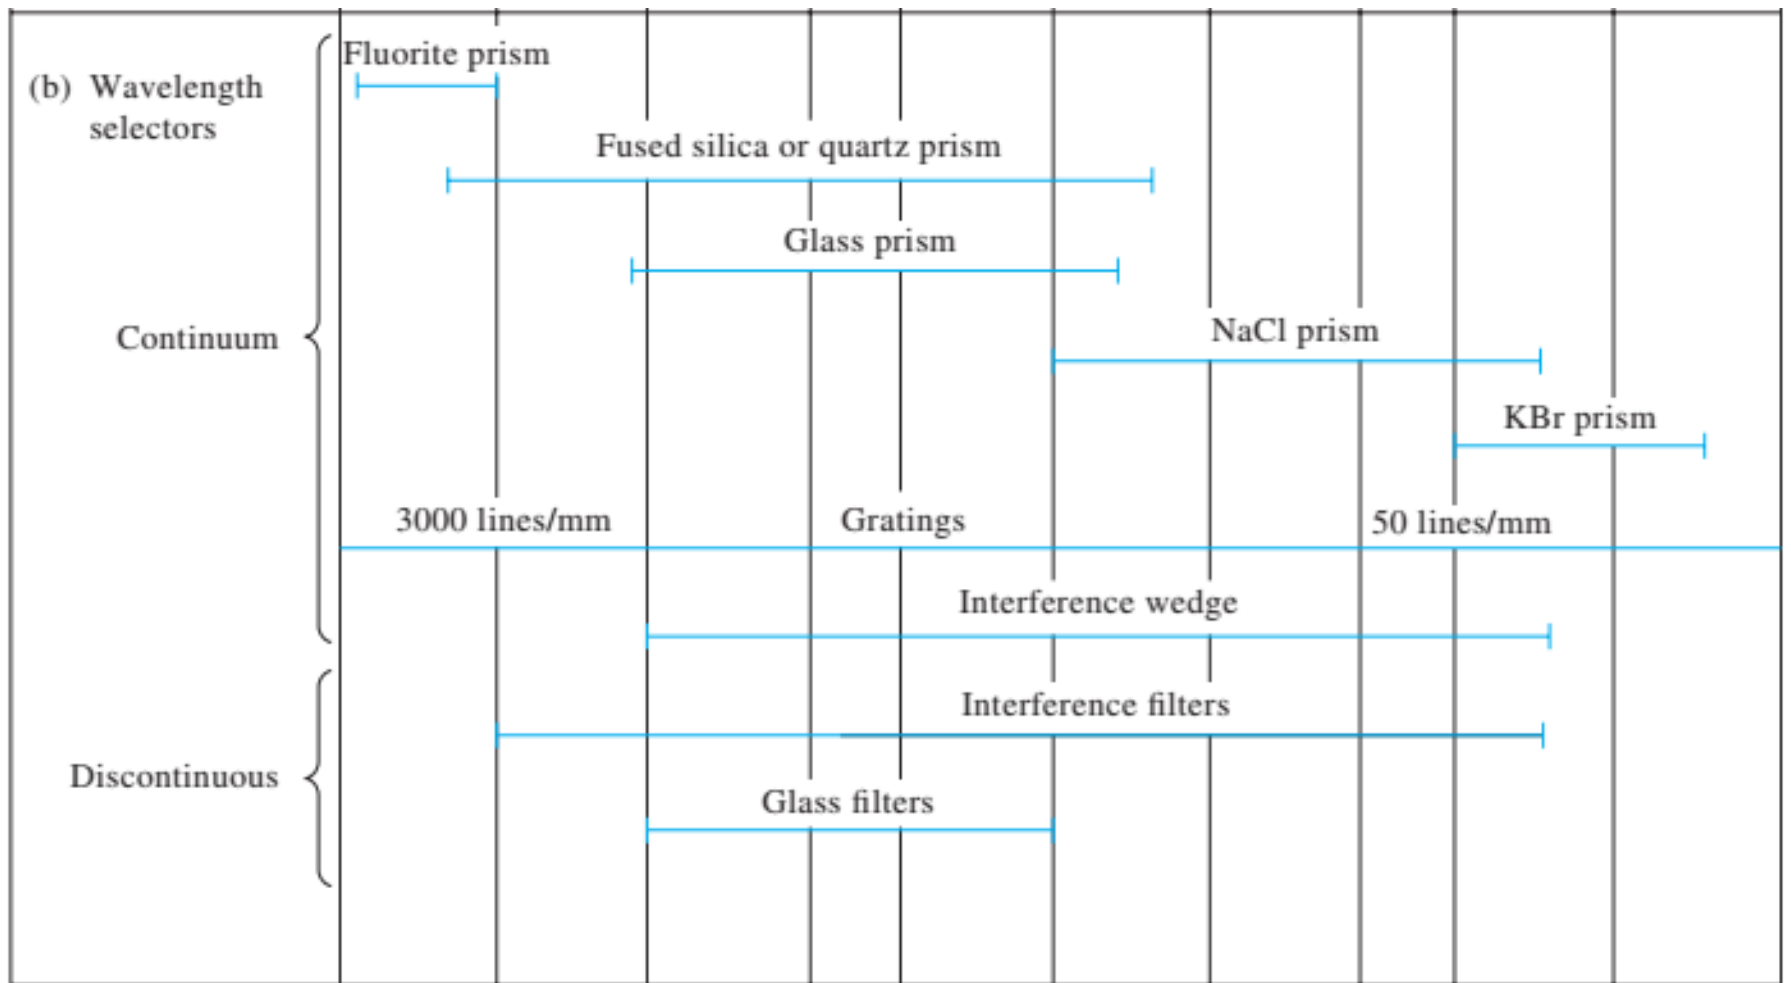 Fluorite prism
(b) Wavelength
selectors
Fused silica or quartz prism
Glass prism
Continuum
NaCl prism
KBr prism
3000 lines/mm
Gratings
50 lines/mm
Interference wedge
Interference filters
Discontinuous
Glass filters